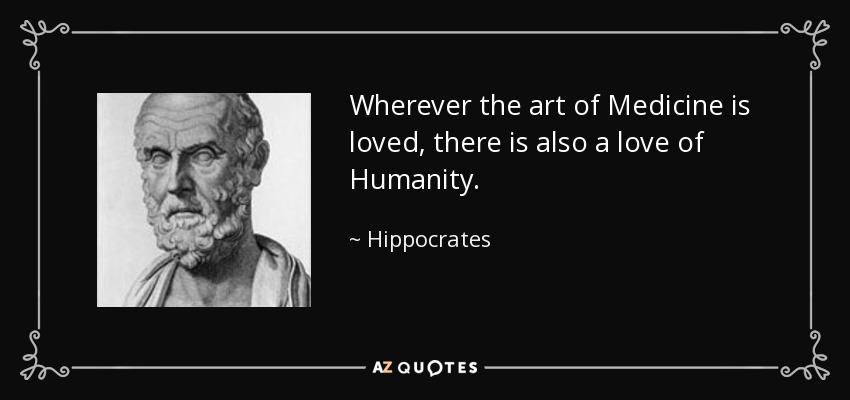 Wherever the art of Medicine is
loved, there is also a love of
Humanity.
~ Hippocrates
AZ QUOTES